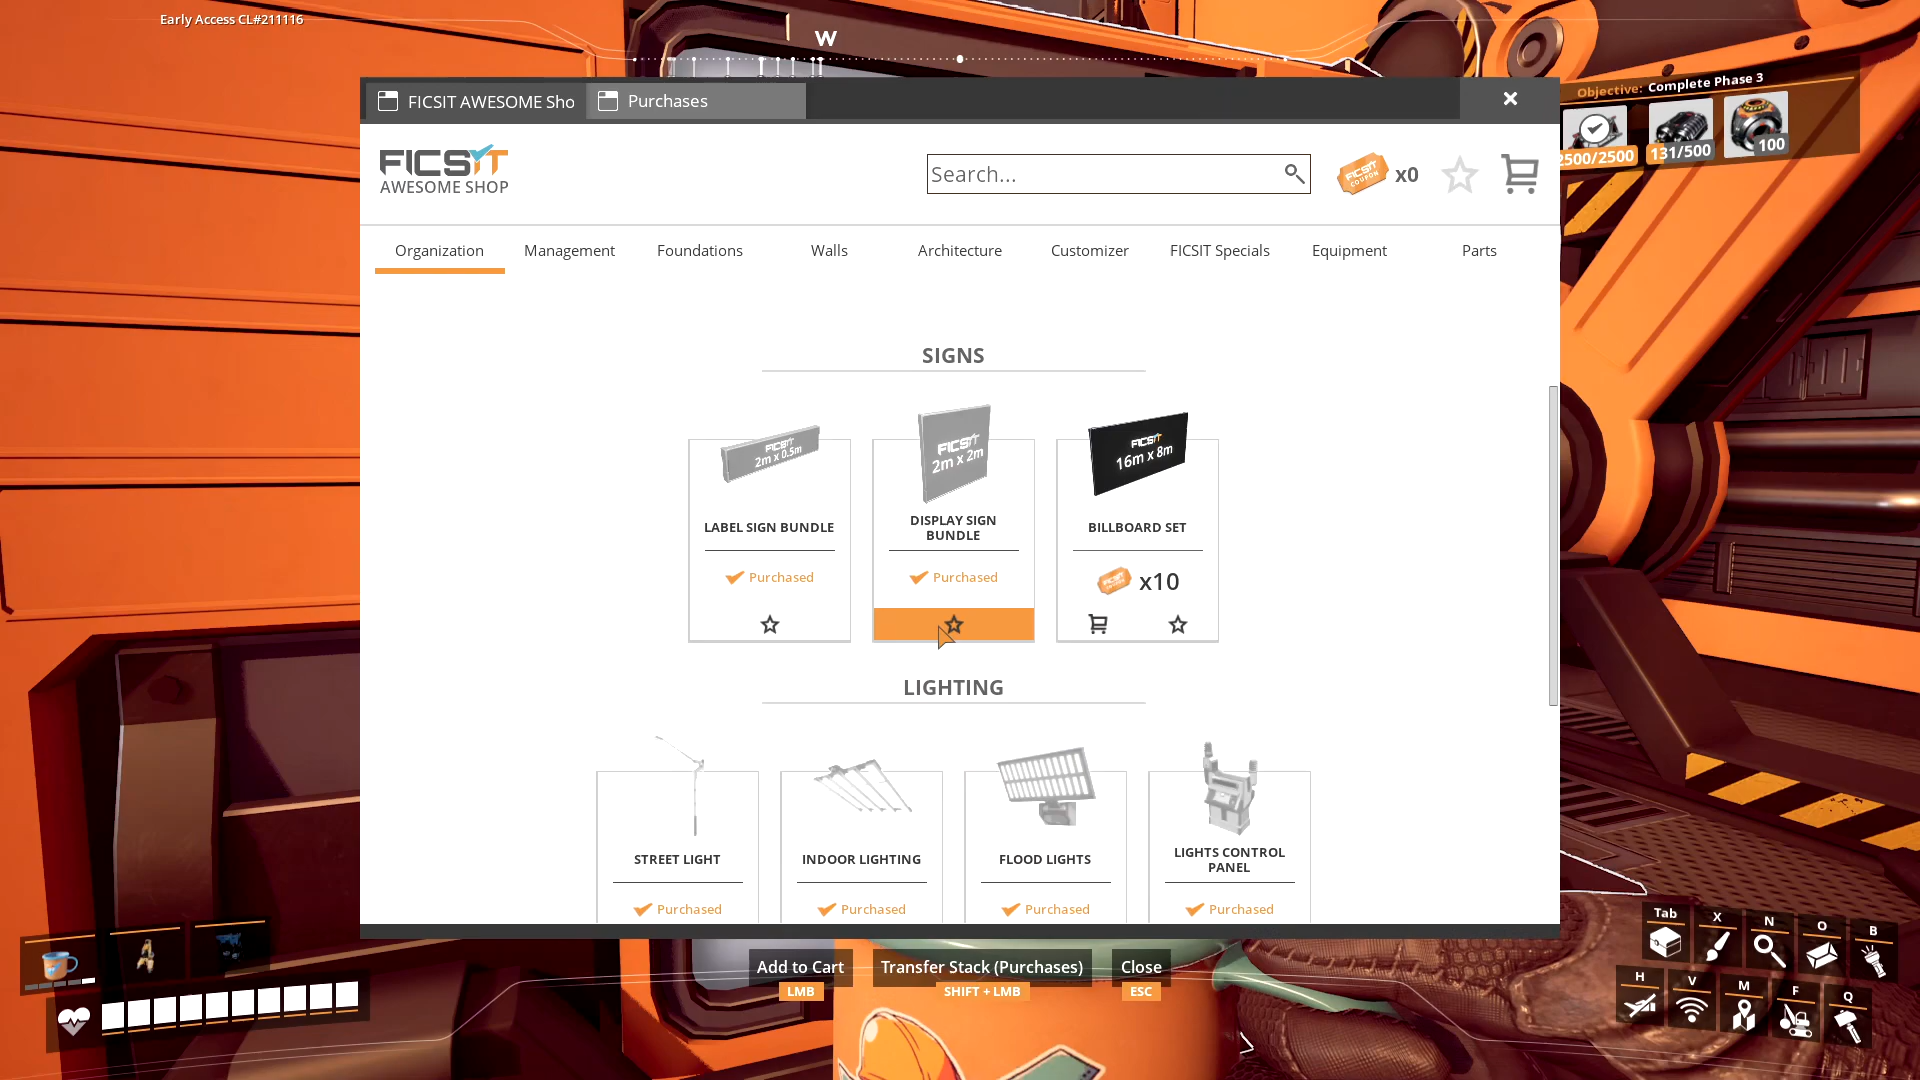 Early Access CL#211116
W
Objective: Complete Phase 3
2500/2500
131/500
100
FICSIT AWESOME Sho
Purchases
FICSIT
AWESOME SHOP
Search...
FICSIT
COUPON
x0
Organization
Management
Foundations
Walls
Architecture
Customizer
FICSIT Specials
Equipment
Parts
SIGNS
FICSIT
2m x 0.5m
LABEL SIGN BUNDLE
Purchased
FICSIT
2m x 2m
DISPLAY SIGN
BUNDLE
Purchased
FICSIT
16m x 8m
BILLBOARD SET
x10
LIGHTING
STREET LIGHT
Purchased
INDOOR LIGHTING
Purchased
FLOOD LIGHTS
Purchased
LIGHTS CONTROL
PANEL
Purchased
Add to Cart
LMB
Transfer Stack (Purchases)
SHIFT + LMB
Close
ESC
Tab
X
N
O
B
H
V
M
F
Q